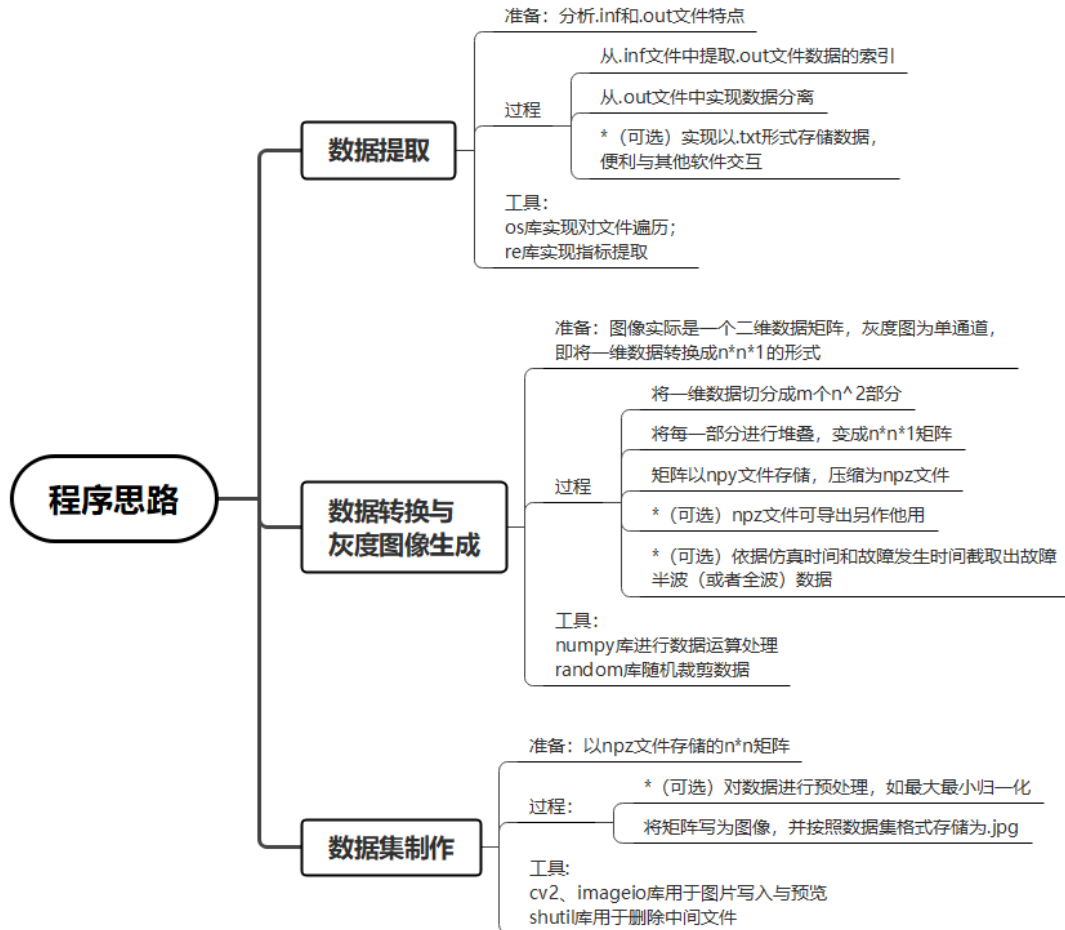 程序思路
数据提取
准备：分析.inf和.out文件特点
过程
从.inf文件中提取.out文件数据的索引
从.out文件中实现数据分离
*（可选）实现以.txt形式存储数据，
便利与其他软件交互
工具：
os库实现对文件遍历；
re库实现指标提取
数据转换与
灰度图像生成
准备：图像实际是一个二维数据矩阵，灰度图为单通道，
即将一维数据转换成n*n*1的形式
过程
将一维数据切分成m个n^2部分
将每一部分进行堆叠，变成n*n*1矩阵
矩阵以npy文件存储，压缩为npz文件
*（可选）npz文件可导出另作他用
*（可选）依据仿真时间和故障发生时间截取出故障
半波（或者全波）数据
工具：
numpy库进行数据运算处理
random库随机裁剪数据
数据集制作
准备：以npz文件存储的n*n矩阵
过程：
*（可选）对数据进行预处理，如最大最小归一化
将矩阵写为图像，并按照数据集格式存储为.jpg
工具:
cv2、imageio库用于图片写入与预览
shutil库用于删除中间文件